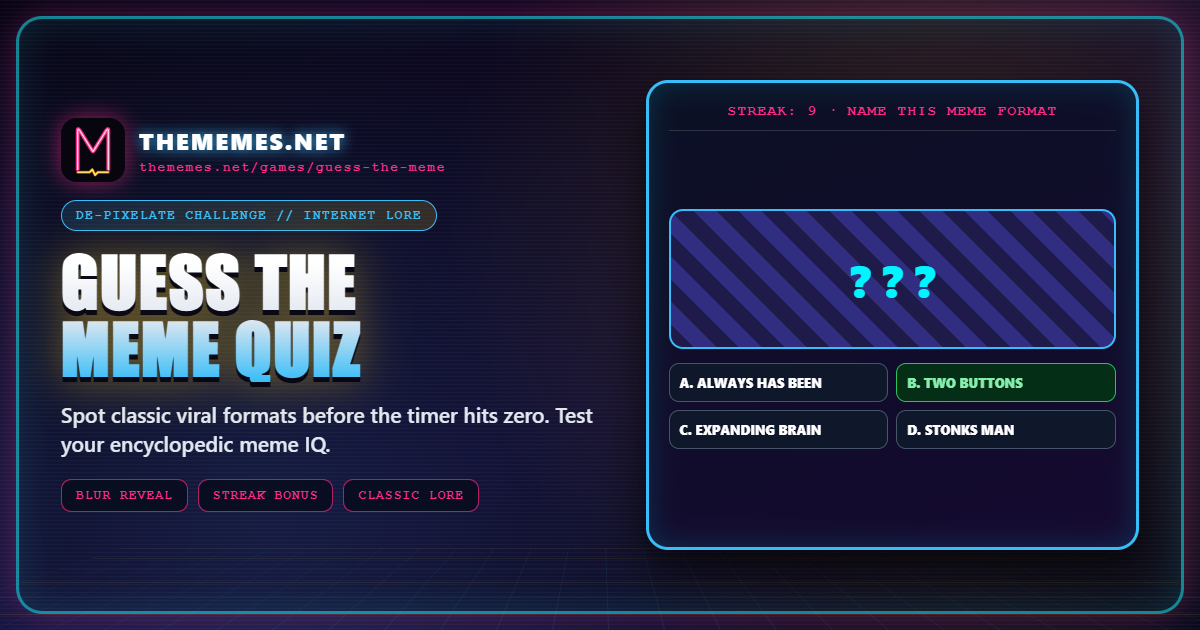 THEMEMES.NET
thememes.net/games/guess-the-meme
DE-PIXELATE CHALLENGE // INTERNET LORE
GUESS THE
MEME QUIZ
Spot classic viral formats before the timer hits zero. Test
your encyclopedic meme IQ.
BLUR REVEAL
STREAK BONUS
CLASSIC LORE
STREAK: 9 · NAME THIS MEME FORMAT
???
A. ALWAYS HAS BEEN
B. TWO BUTTONS
C. EXPANDING BRAIN
D. STONKS MAN